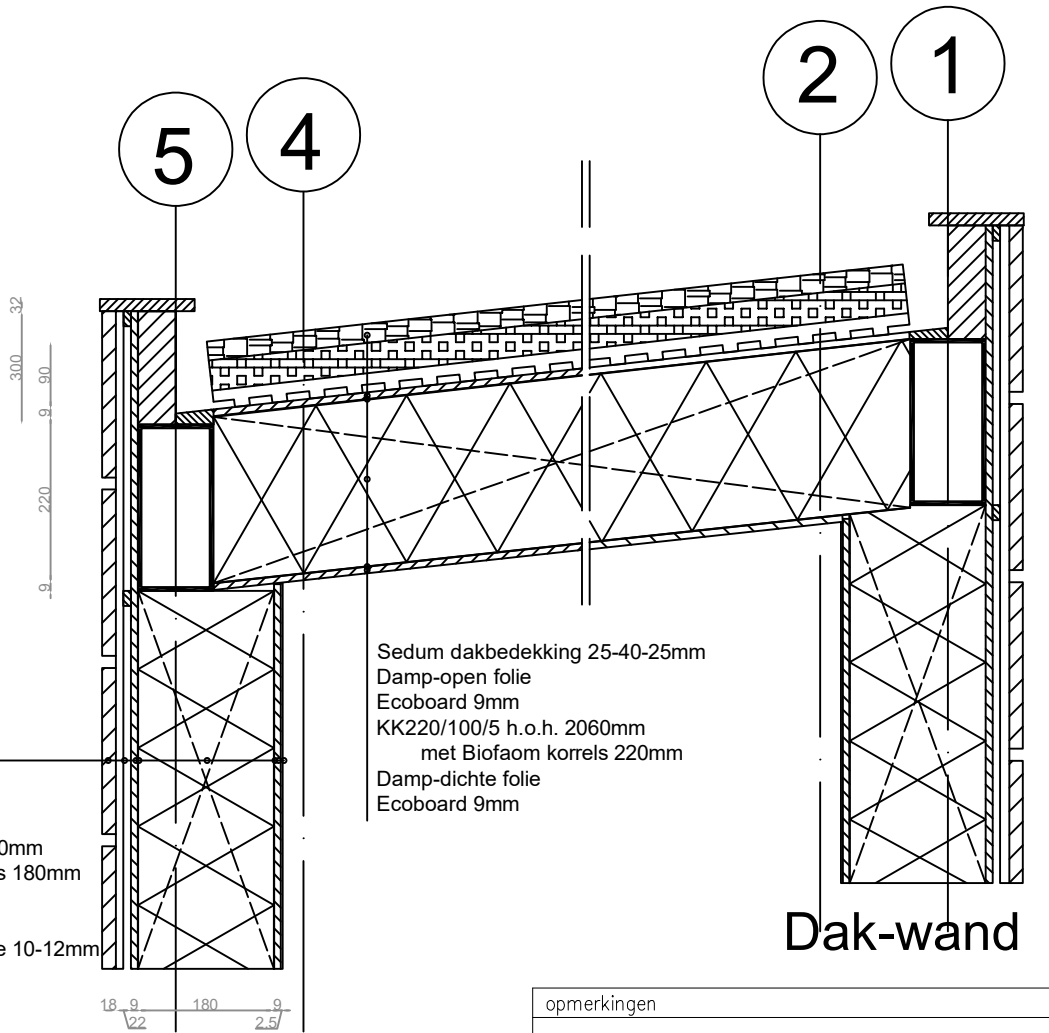 5
4
2
1
32
300
90
9
220
9
Sedum dakbedekking 25-40-25mm
Damp-open folie
Ecoboard 9mm
KK220/100/5 h.o.h. 2060mm
met Biofaom korrels 220mm
Damp-dichte folie
Ecoboard 9mm
0mm
s 180mm
e 10-12mm
Dak-wand
18 9 180 9
22 2.5
opmerkingen